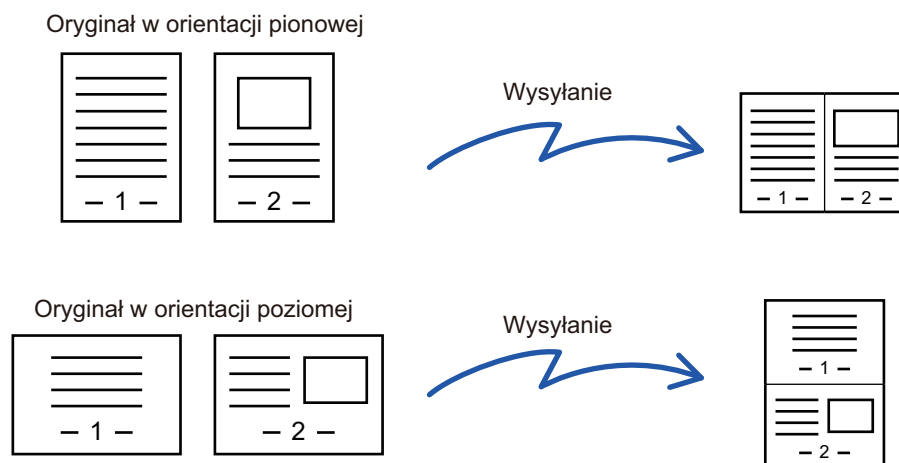 Oryginał w orientacji pionowej
Wysyłanie
– 1 –
– 2 –
– 1 –
– 2 –
Oryginał w orientacji poziomej
Wysyłanie
– 1 –
– 2 –
– 1 –
– 2 –